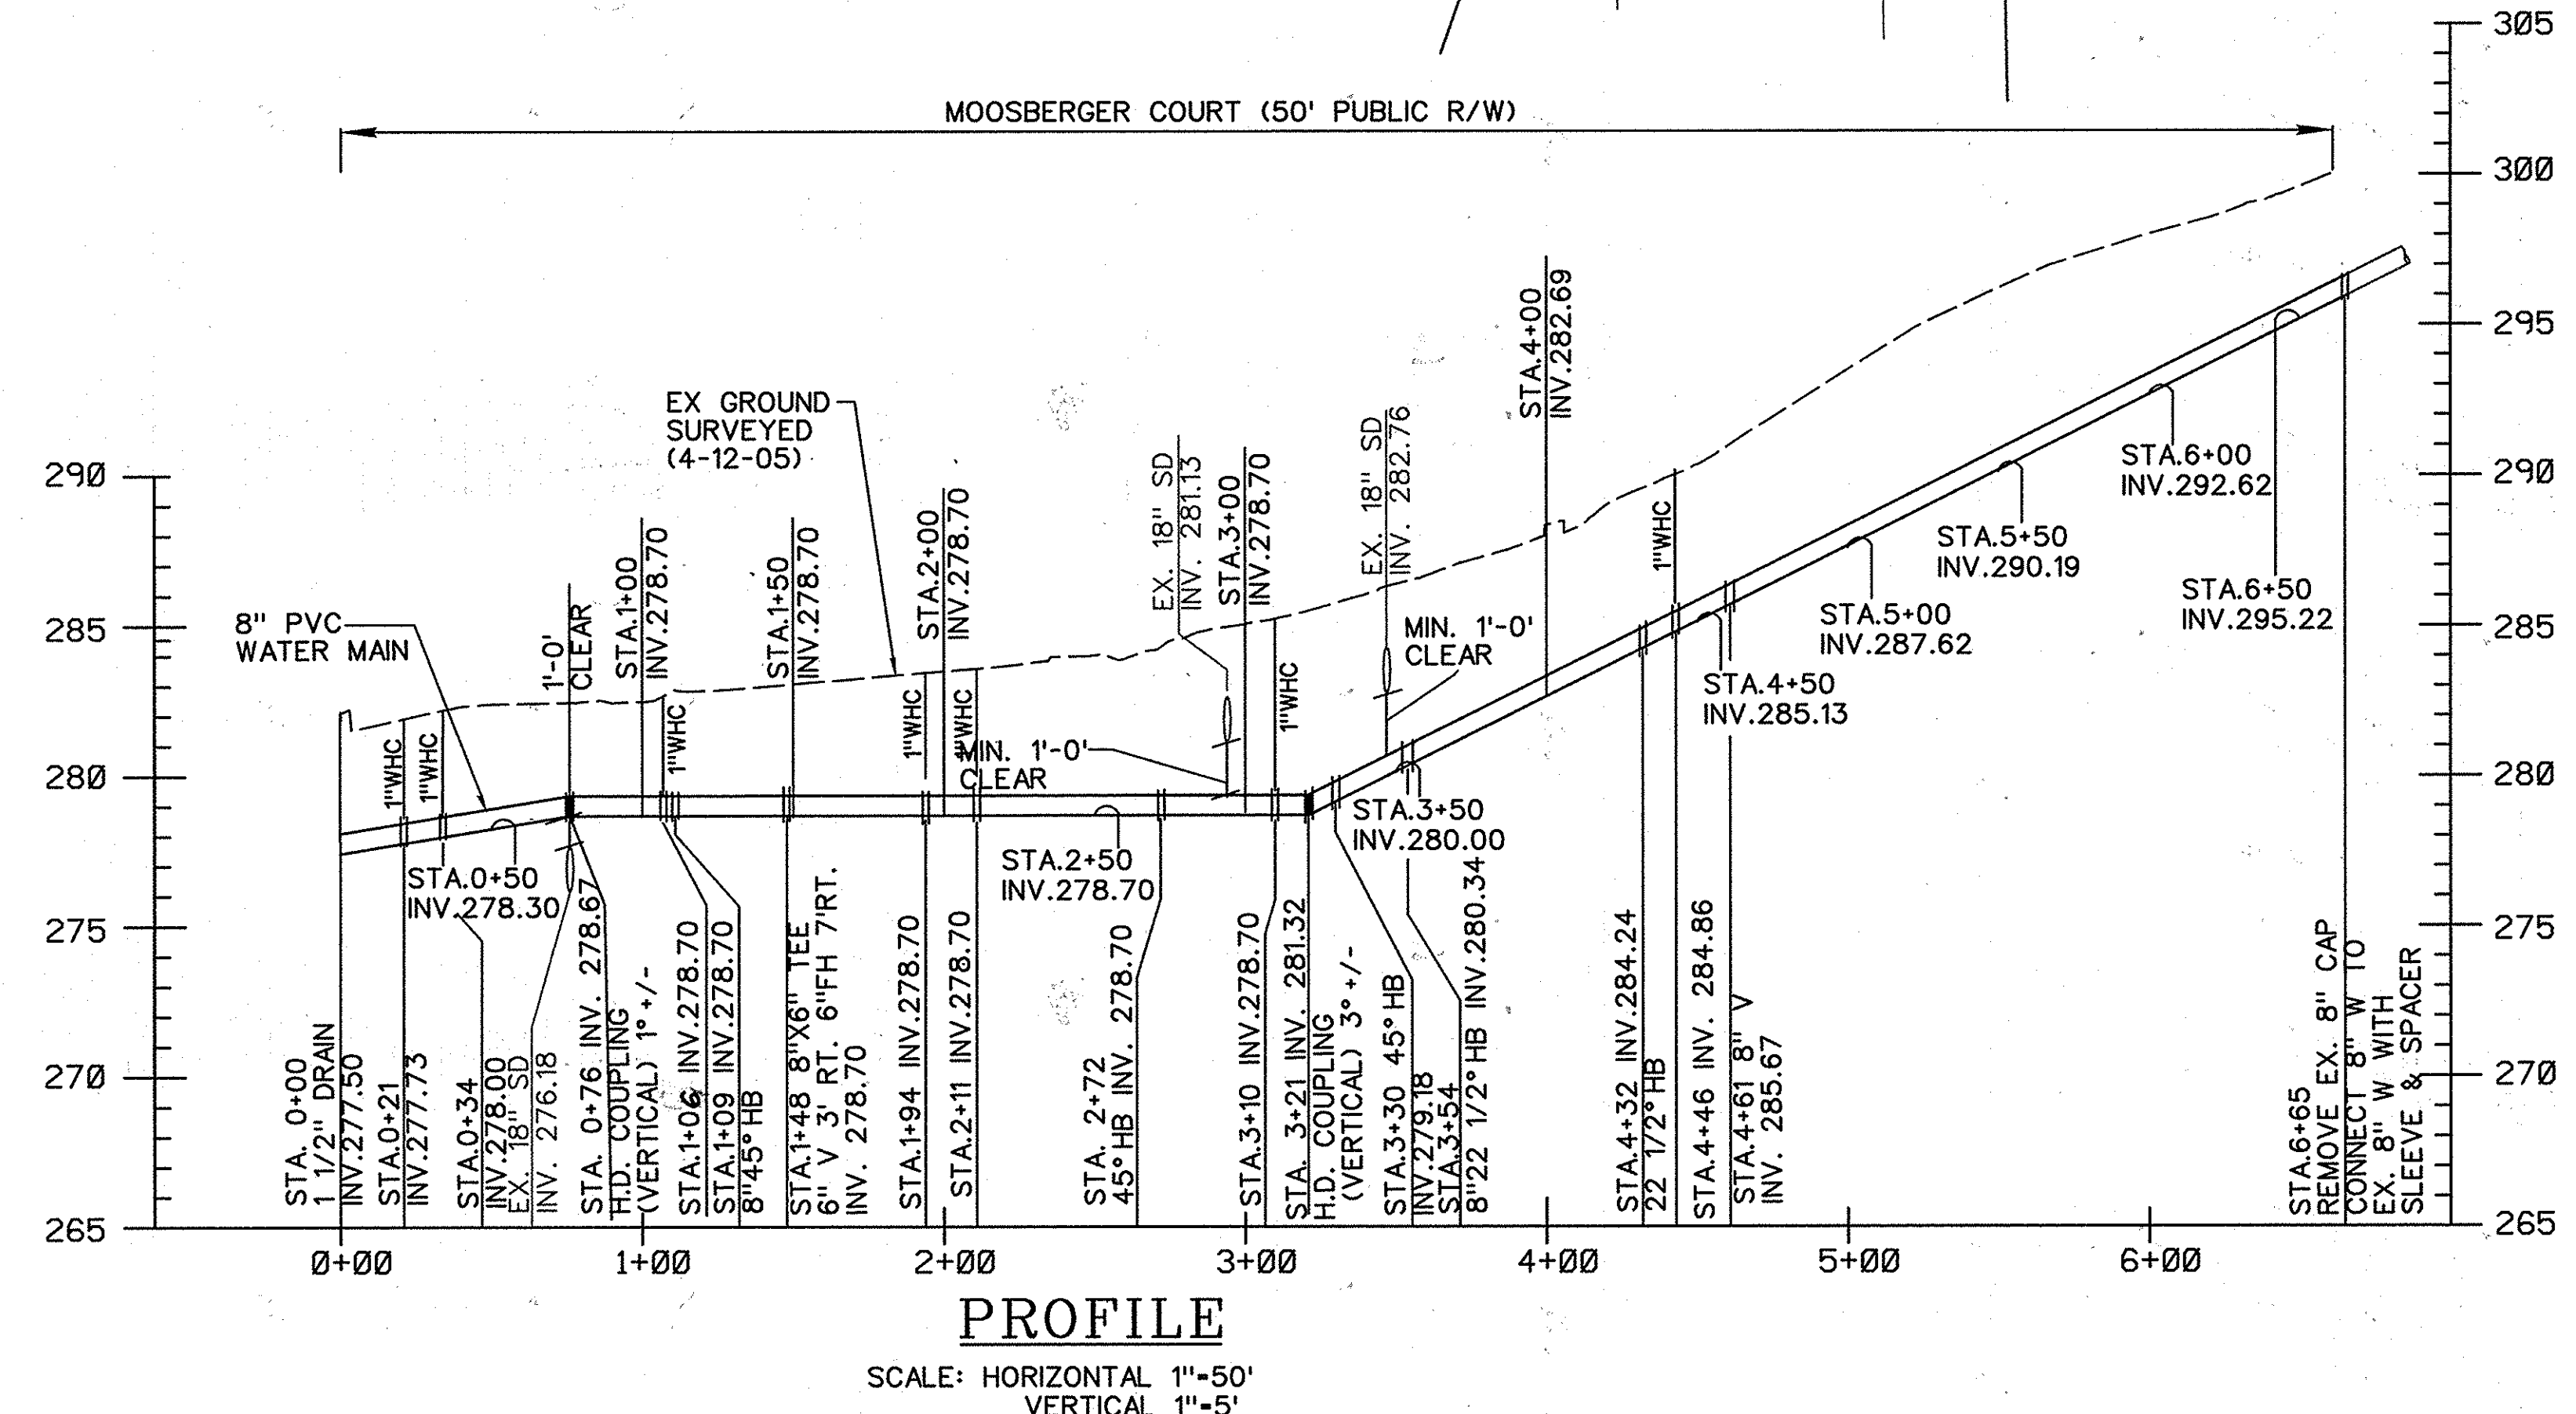 305
MOOSBERGER COURT (50' PUBLIC R/W)
300
295
290
290
285
285
280
280
275
275
270
270
265
265
EX GROUND
SURVEYED
(4-12-05)
8" PVC
WATER MAIN
1"WHC
1"WHC
1'-0'
CLEAR
STA.1+00
INV.278.70
1"WHC
STA.1+50
INV.278.70
1"WHC
STA.2+00
INV.278.70
1"WHC
MIN. 1'-0'
CLEAR
EX. 18" SD
INV. 281.13
STA.3+00
INV.278.70
1"WHC
EX. 18" SD
INV. 282.76
MIN. 1'-0'
CLEAR
STA.4+00
INV.282.69
1"WHC
STA.0+50
INV.278.30
STA.2+50
INV.278.70
STA.3+50
INV.280.00
STA.4+50
INV.285.13
STA.5+00
INV.287.62
STA.5+50
INV.290.19
STA.6+00
INV.292.62
STA.6+50
INV.295.22
STA. 0+00
1 1/2" DRAIN
INV.277.50
STA.0+21
INV.277.73
STA.0+34
INV.278.00
EX. 18" SD
INV. 276.18
STA. 0+76 INV. 278.67
H.D. COUPLING
(VERTICAL) 1° +/-
STA.1+06 INV.278.70
STA.1+09 INV.278.70
8"45°HB
STA.1+48 8"X6" TEE
6" V 3' RT. 6"FH 7'RT.
INV. 278.70
STA.1+94 INV.278.70
STA.2+11 INV.278.70
STA. 2+72
45°HB INV. 278.70
STA.3+10 INV.278.70
STA. 3+21 INV. 281.32
H.D. COUPLING
(VERTICAL) 3° +/-
STA.3+30 45°HB
INV.279.18
STA.3+54
8"22 1/2°HB INV.280.34
STA.4+32 INV.284.24
22 1/2°HB
STA.4+46 INV. 284.86
STA.4+61 8" V
INV. 285.67
STA.6+65
REMOVE EX. 8" CAP
CONNECT 8" W TO
EX. 8" W WITH
SLEEVE & SPACER
0+00 1+00 2+00 3+00 4+00 5+00 6+00
PROFILE
SCALE: HORIZONTAL 1"=50'
VERTICAL 1"=5'